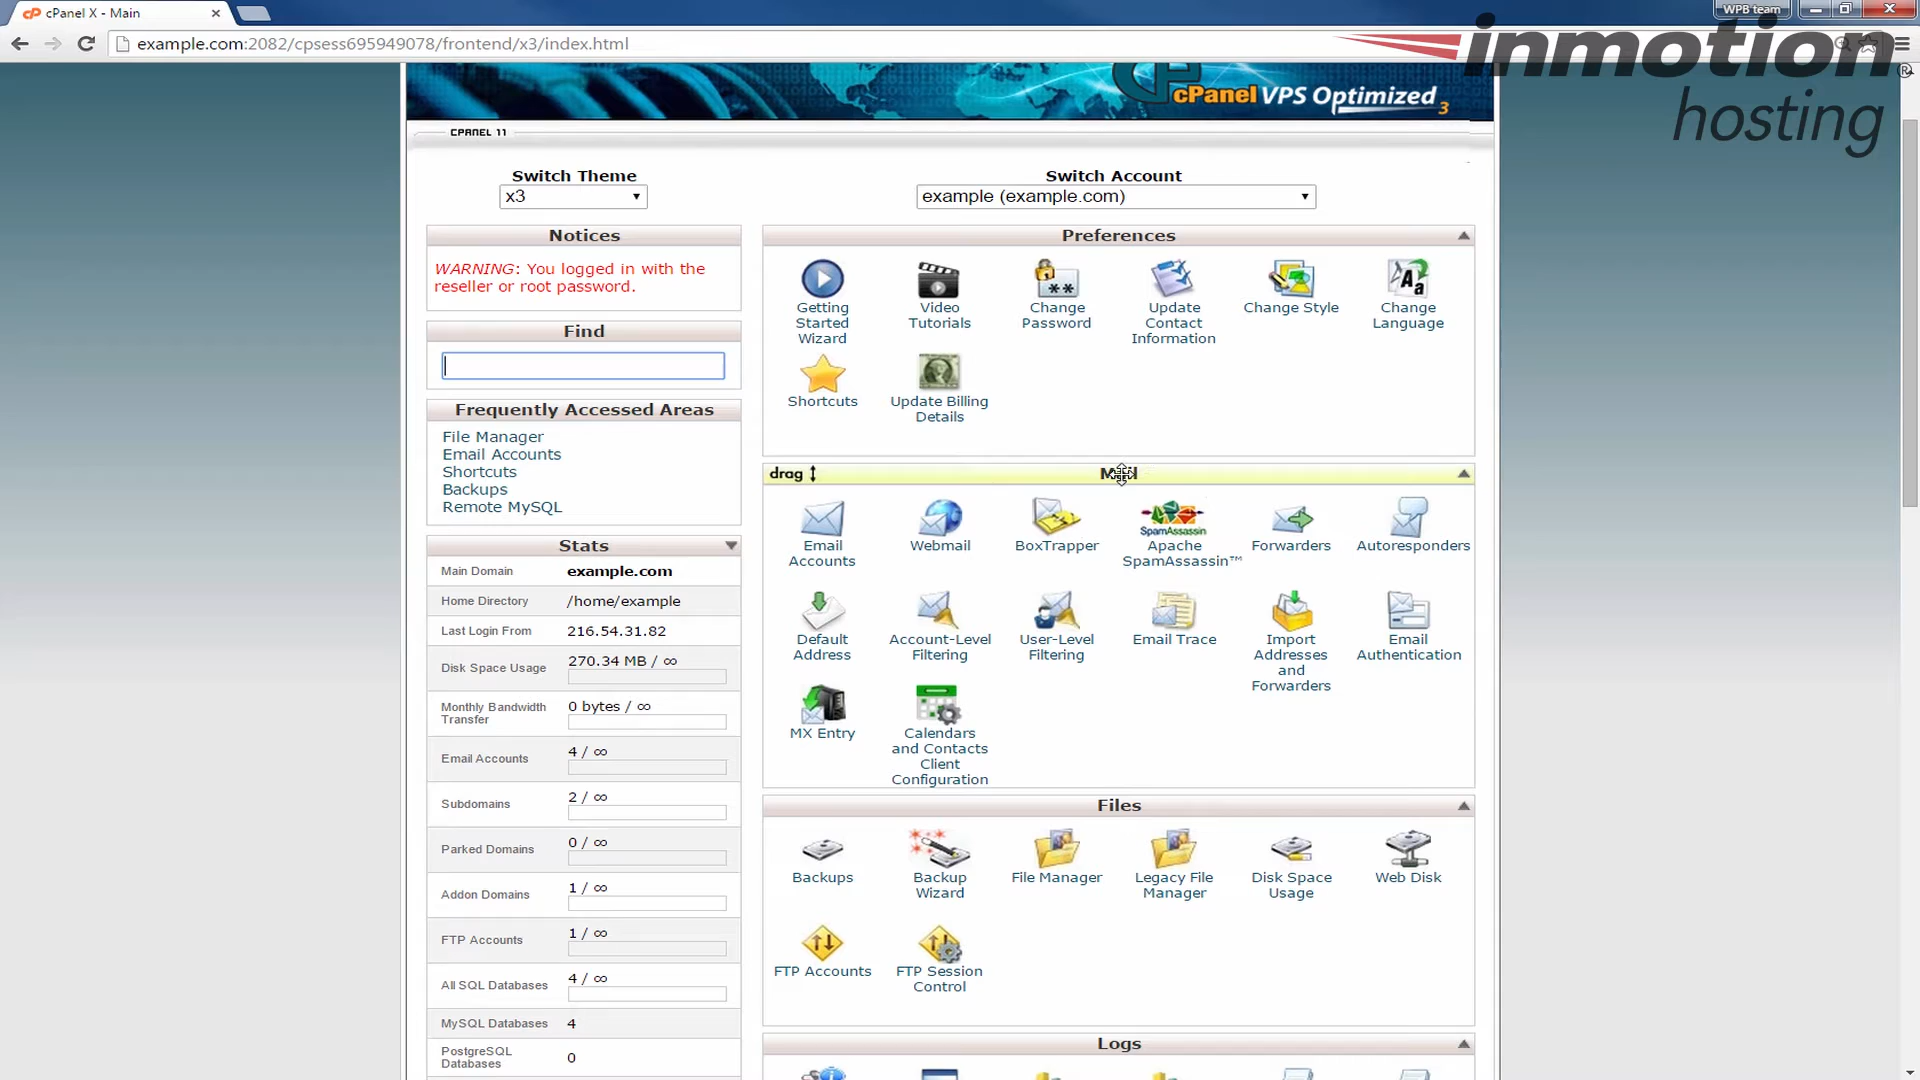 cPanel X - Main
WPB team
example.com:2082/cpsess695949078/frontend/x3/index.html
inmotion
hosting
cPanel VPS Optimized 3
CPANEL 11
Switch Theme
x3
Switch Account
example (example.com)
Notices
WARNING: You logged in with the
reseller or root password.
Find
Frequently Accessed Areas
File Manager
Email Accounts
Shortcuts
Backups
Remote MySQL
Stats
Main Domain example.com
Home Directory /home/example
Last Login From 216.54.31.82
Disk Space Usage 270.34 MB / ∞
Monthly Bandwidth
Transfer
0 bytes / ∞
Email Accounts 4 / ∞
Subdomains 2 / ∞
Parked Domains 0 / ∞
Addon Domains 1 / ∞
FTP Accounts 1 / ∞
All SQL Databases 4 / ∞
MySQL Databases 4
PostgreSQL
Databases
0
Preferences
Getting
Started
Wizard
Video
Tutorials
Change
Password
Update
Contact
Information
Change Style
Change
Language
Shortcuts
Update Billing
Details
drag
Mail
Email
Accounts
Webmail
BoxTrapper
SpamAssassin
Apache
SpamAssassin™
Forwarders
Autoresponders
Default
Address
Account-Level
Filtering
User-Level
Filtering
Email Trace
Import
Addresses
and
Forwarders
Email
Authentication
MX Entry
Calendars
and Contacts
Client
Configuration
Files
Backups
Backup
Wizard
File Manager
Legacy File
Manager
Disk Space
Usage
Web Disk
FTP Accounts
FTP Session
Control
Logs